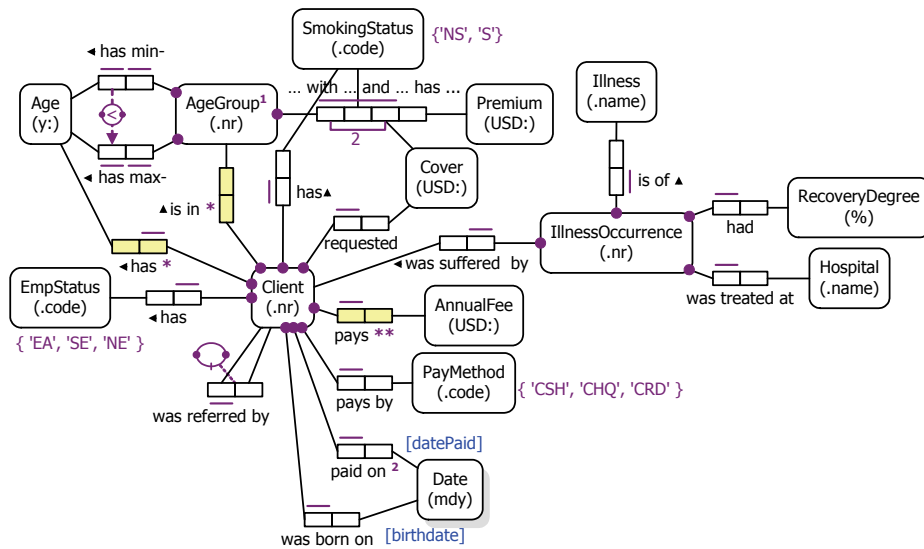 SmokingStatus
(.code)
{'NS', 'S'}
◄ has min-
... with ... and ... has ...
Illness
(.name)
Age
(y:)
<
AgeGroup¹
(.nr)
Premium
(USD:)
2
◄ has max-
Cover
(USD:)
has▲
is of ▲
▲is in *
requested
RecoveryDegree
(%)
had
IllnessOccurrence
(.nr)
◄ has *
◄ was suffered by
Hospital
(.name)
was treated at
EmpStatus
(.code)
◄ has
Client
(.nr)
AnnualFee
(USD:)
pays **
{ 'EA', 'SE', 'NE' }
PayMethod
(.code)
{ 'CSH', 'CHQ', 'CRD' }
pays by
was referred by
[datePaid]
paid on ²
Date
(mdy)
was born on
[birthdate]